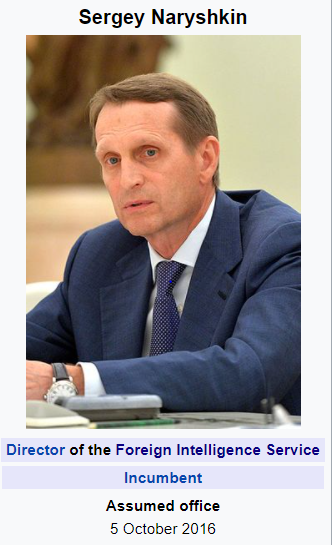 Sergey Naryshkin
Director of the Foreign Intelligence Service
Incumbent
Assumed office
5 October 2016